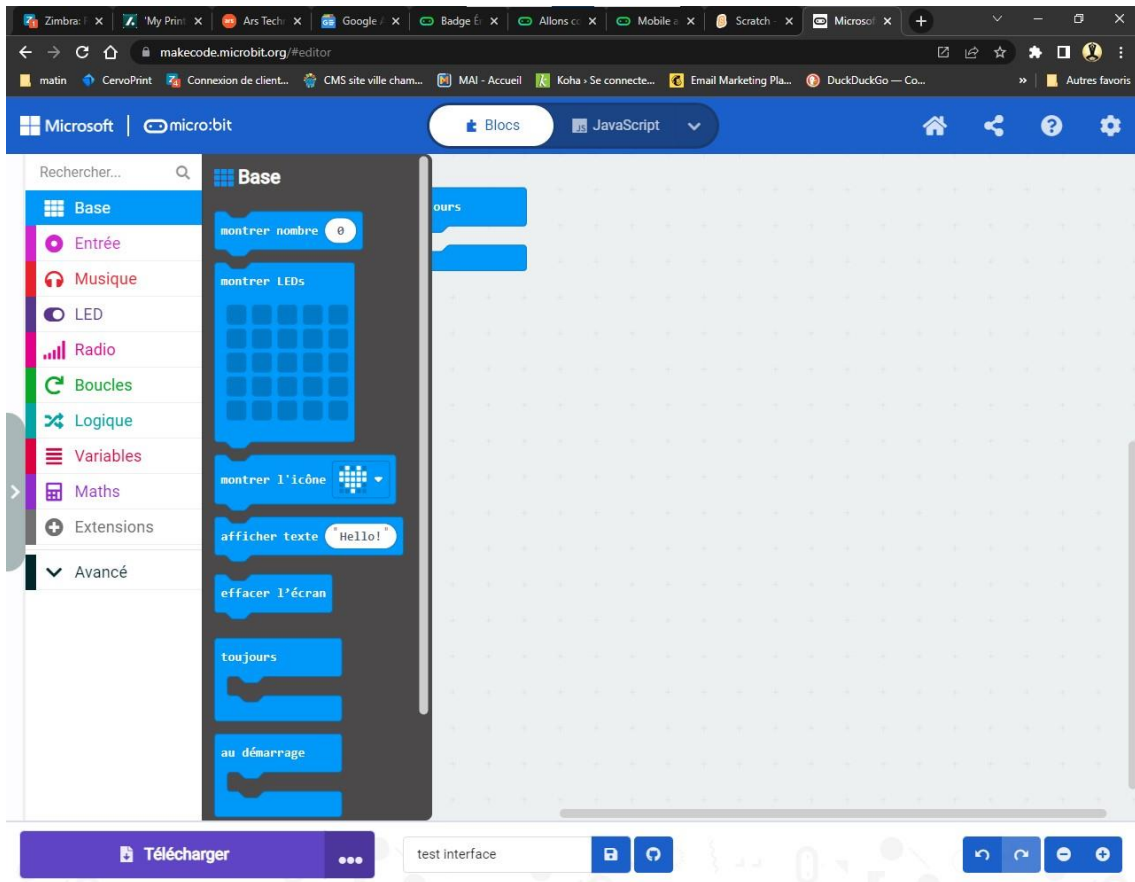 Zimbra: F
'My Print
Ars Techn
Google A
Badge É
Allons co
Mobile a
Scratch -
Microsof
makecode.microbit.org/#editor
matin
CervoPrint
Connexion de client...
CMS site ville cham...
MAI - Accueil
Koha › Se connecte...
Email Marketing Pla...
DuckDuckGo — Co...
»
Autres favoris
Microsoft
micro:bit
Blocs
JS JavaScript
Rechercher...
Base
Entrée
Musique
LED
Radio
Boucles
Logique
Variables
Maths
Extensions
Avancé
Base
montrer nombre 0
montrer LEDs
montrer l'icône
afficher texte "Hello!"
effacer l’écran
toujours
au démarrage
ours
Télécharger
test interface